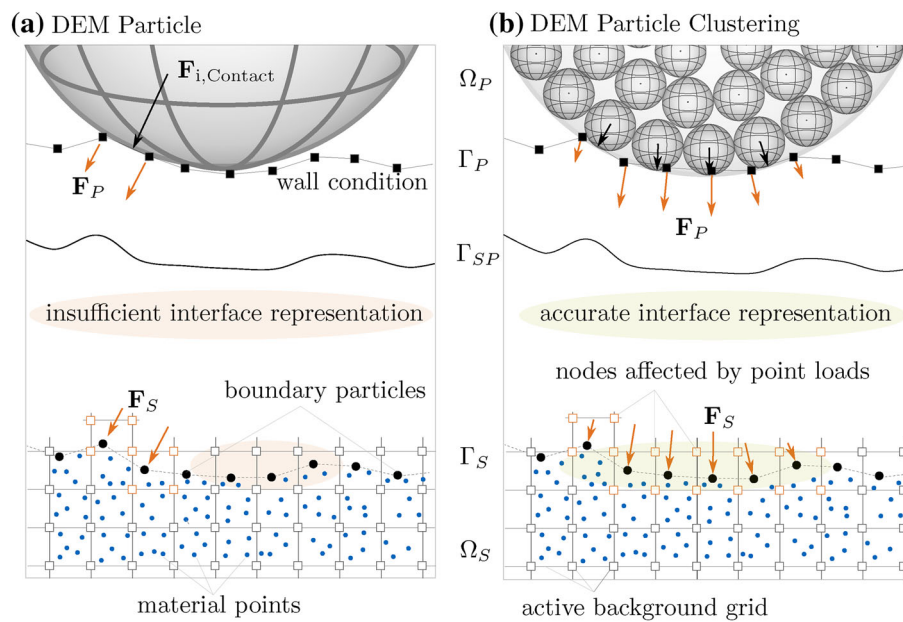 (a) DEM Particle
F_i,Contact
F_P
wall condition
insufficient interface representation
F_S
boundary particles
material points
(b) DEM Particle Clustering
Ω_P
Γ_P
F_P
Γ_SP
accurate interface representation
nodes affected by point loads
F_S
Γ_S
Ω_S
active background grid